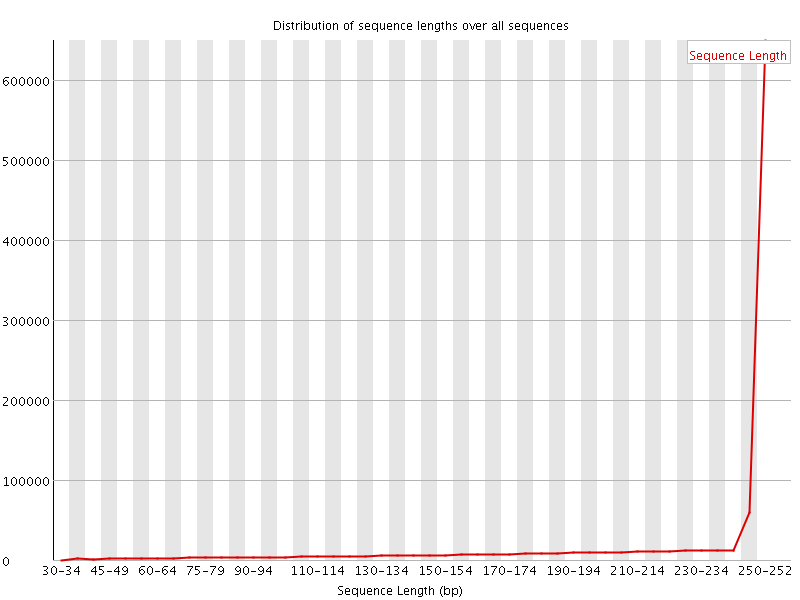 Distribution of sequence lengths over all sequences
Sequence Length
600000
500000
400000
300000
200000
100000
0
30-34 45-49 60-64 75-79 90-94 110-114 130-134 150-154 170-174 190-194 210-214 230-234 250-252
Sequence Length (bp)